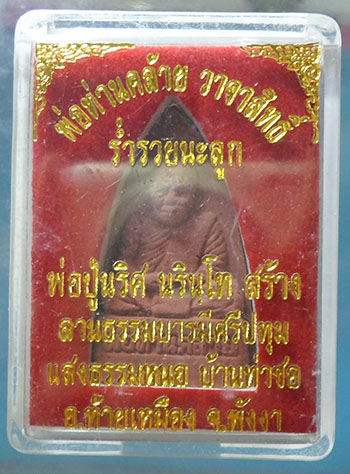 พ่อท่านคล้าย วาจาสิทธิ์
ร่ำรวยนะลูก
พ่อปู่นริศ นรินฺโท สร้าง
ลานธรรมบารมีศรีปทุม
แสงธรรมหนอ บ้านท่าซอ
อ.ท้ายเหมือง จ.พังงา